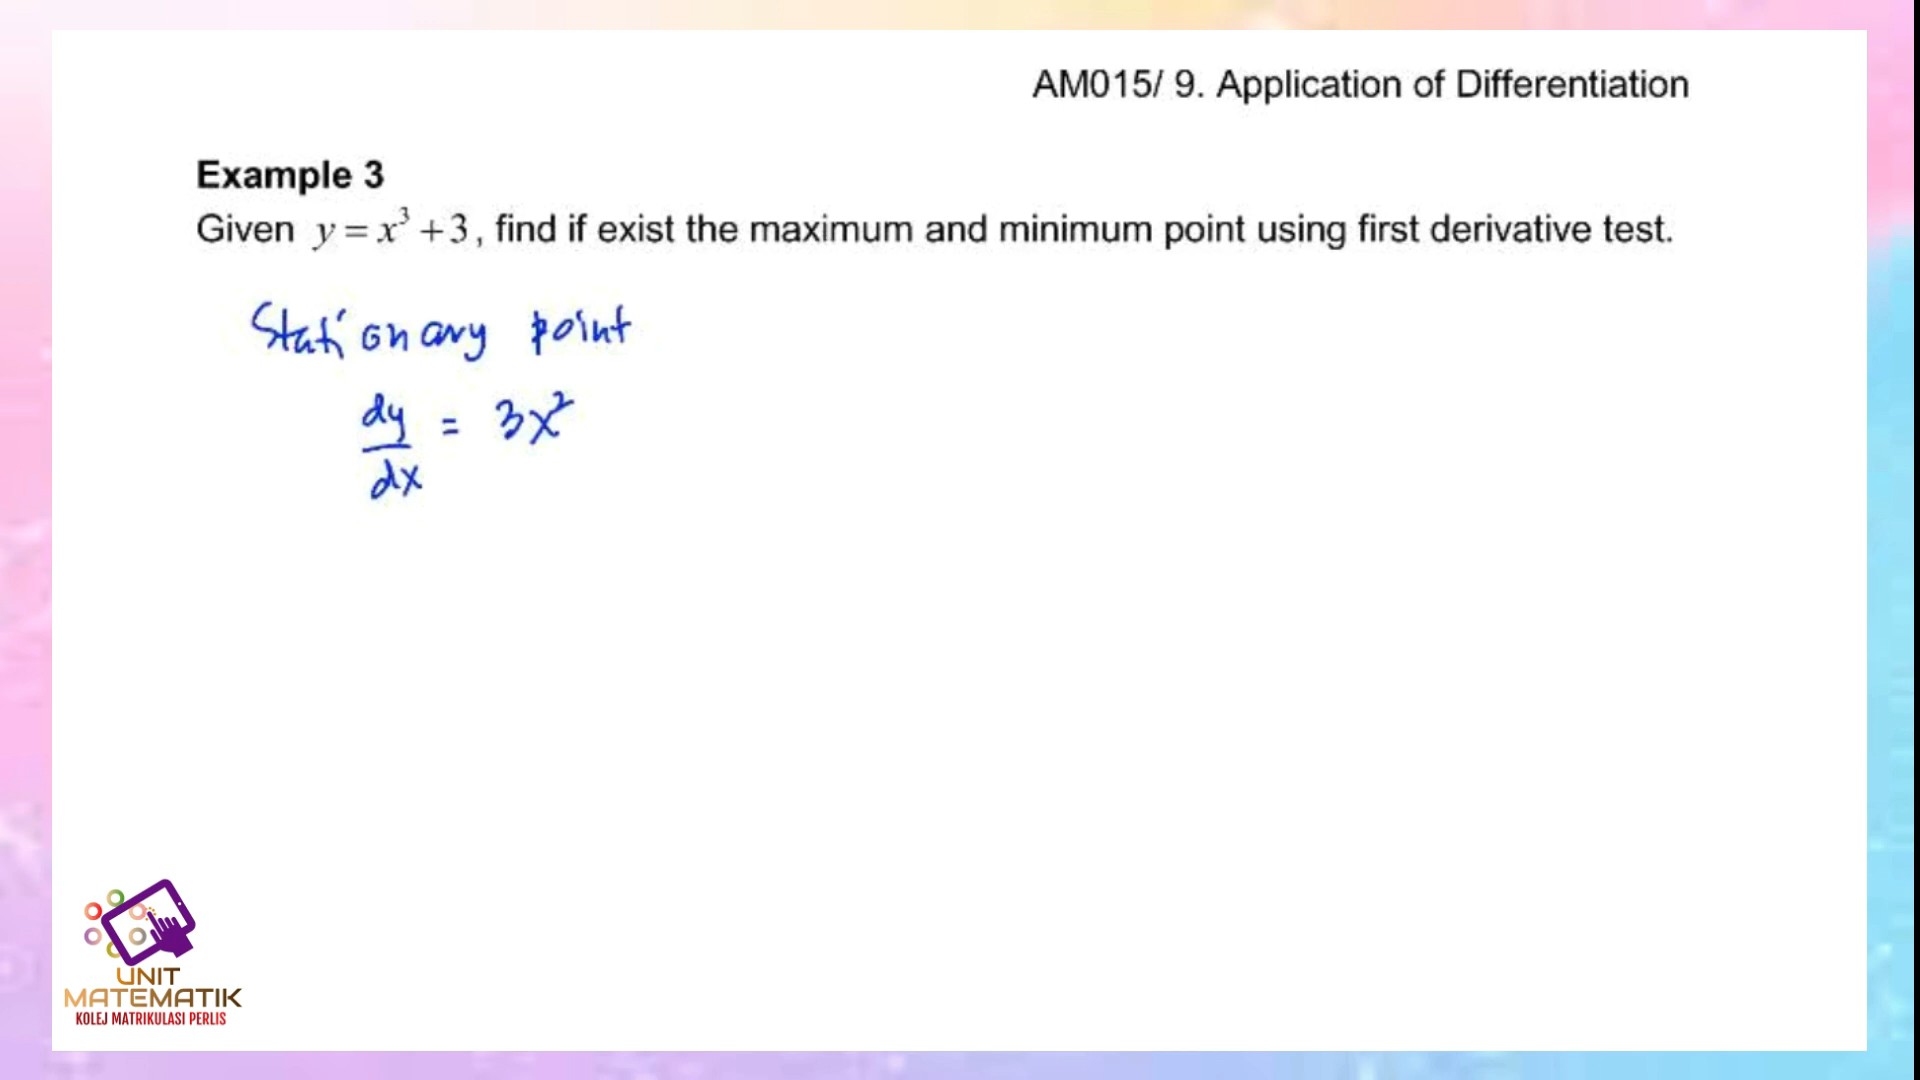 AM015/ 9. Application of Differentiation
Example 3
Given y = x³ + 3, find if exist the maximum and minimum point using first derivative test.
Stationary point
dy/dx = 3x²
UNIT
MATEMATIK
KOLEJ MATRIKULASI PERLIS